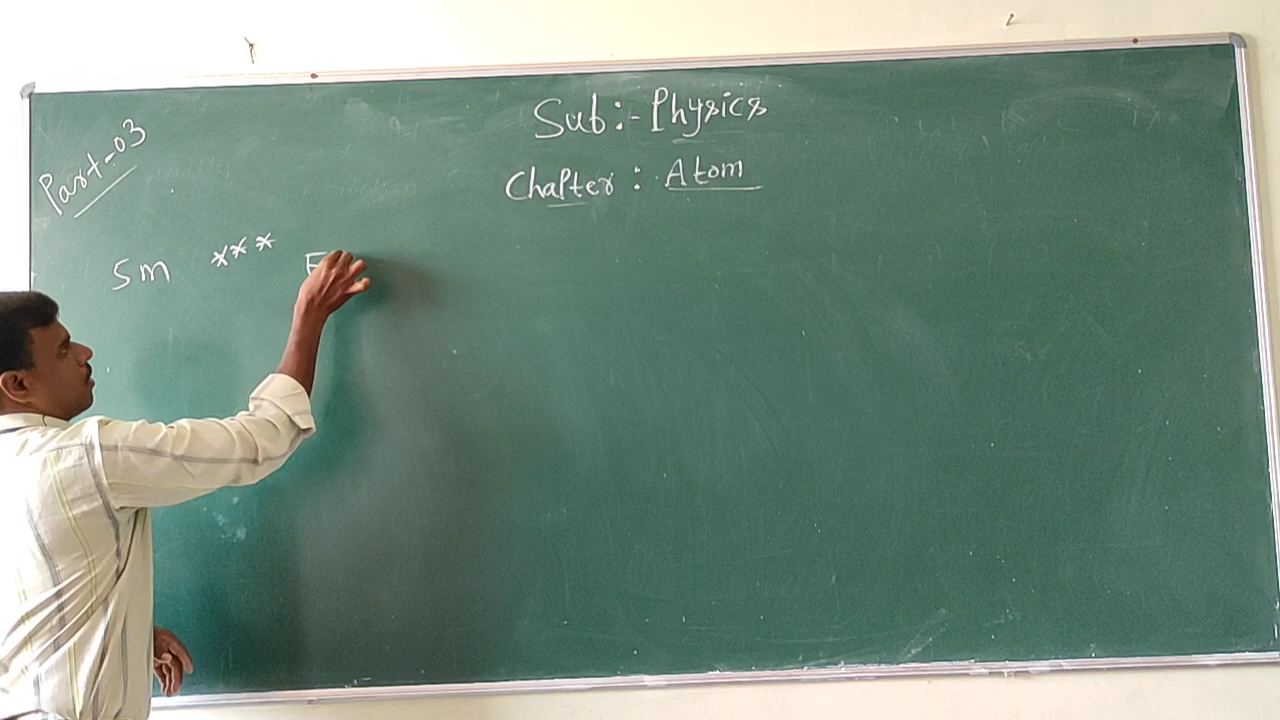 Sub:- Physics
Chapter : Atom
Part-03
5m *** E